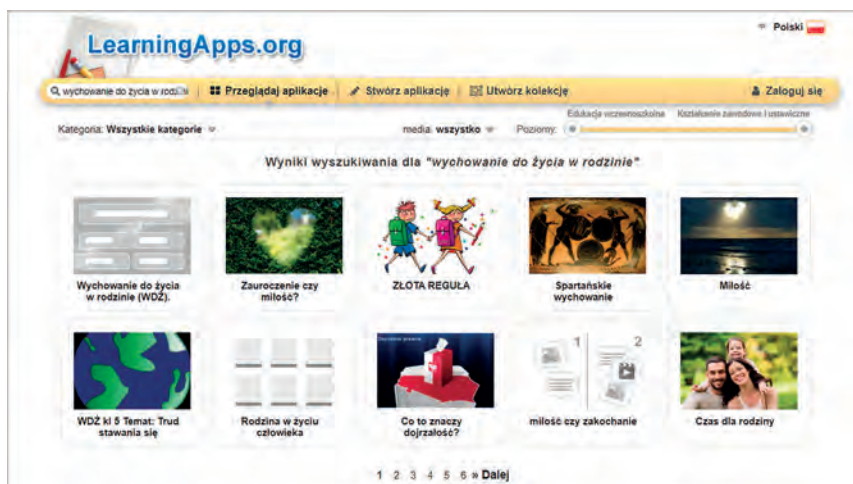 Polski
LearningApps.org
wychowanie do życia w rodzi
Przeglądaj aplikacje
Stwórz aplikację
Utwórz kolekcję
Zaloguj się
Edukacja wczesnoszkolna
Kształcenie zawodowe i ustawiczne
Kategoria: Wszystkie kategorie
media: wszystko
Poziomy:
Wyniki wyszukiwania dla "wychowanie do życia w rodzinie"
Wychowanie do życia
w rodzinie (WDŻ).
Zauroczenie czy
miłość?
ZŁOTA REGUŁA
Spartańskie
wychowanie
Miłość
1
2
WDŻ kl 5 Temat: Trud
stawania się
Rodzina w życiu
człowieka
Co to znaczy
dojrzałość?
miłość czy zakochanie
Czas dla rodziny
1 2 3 4 5 6 » Dalej